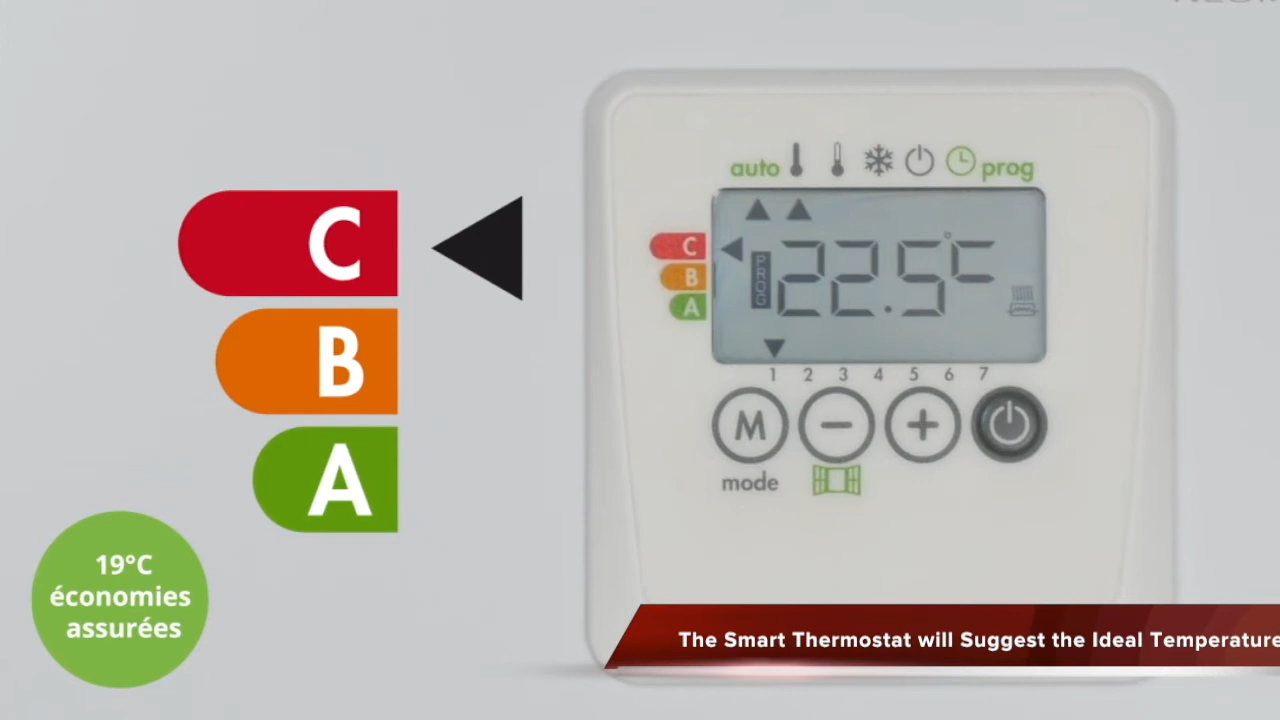 auto prog
C
B
A
C
B
A
PROG
22.5°C
1 2 3 4 5 6 7
M
mode
19°C
économies
assurées
The Smart Thermostat will Suggest the Ideal Temperature